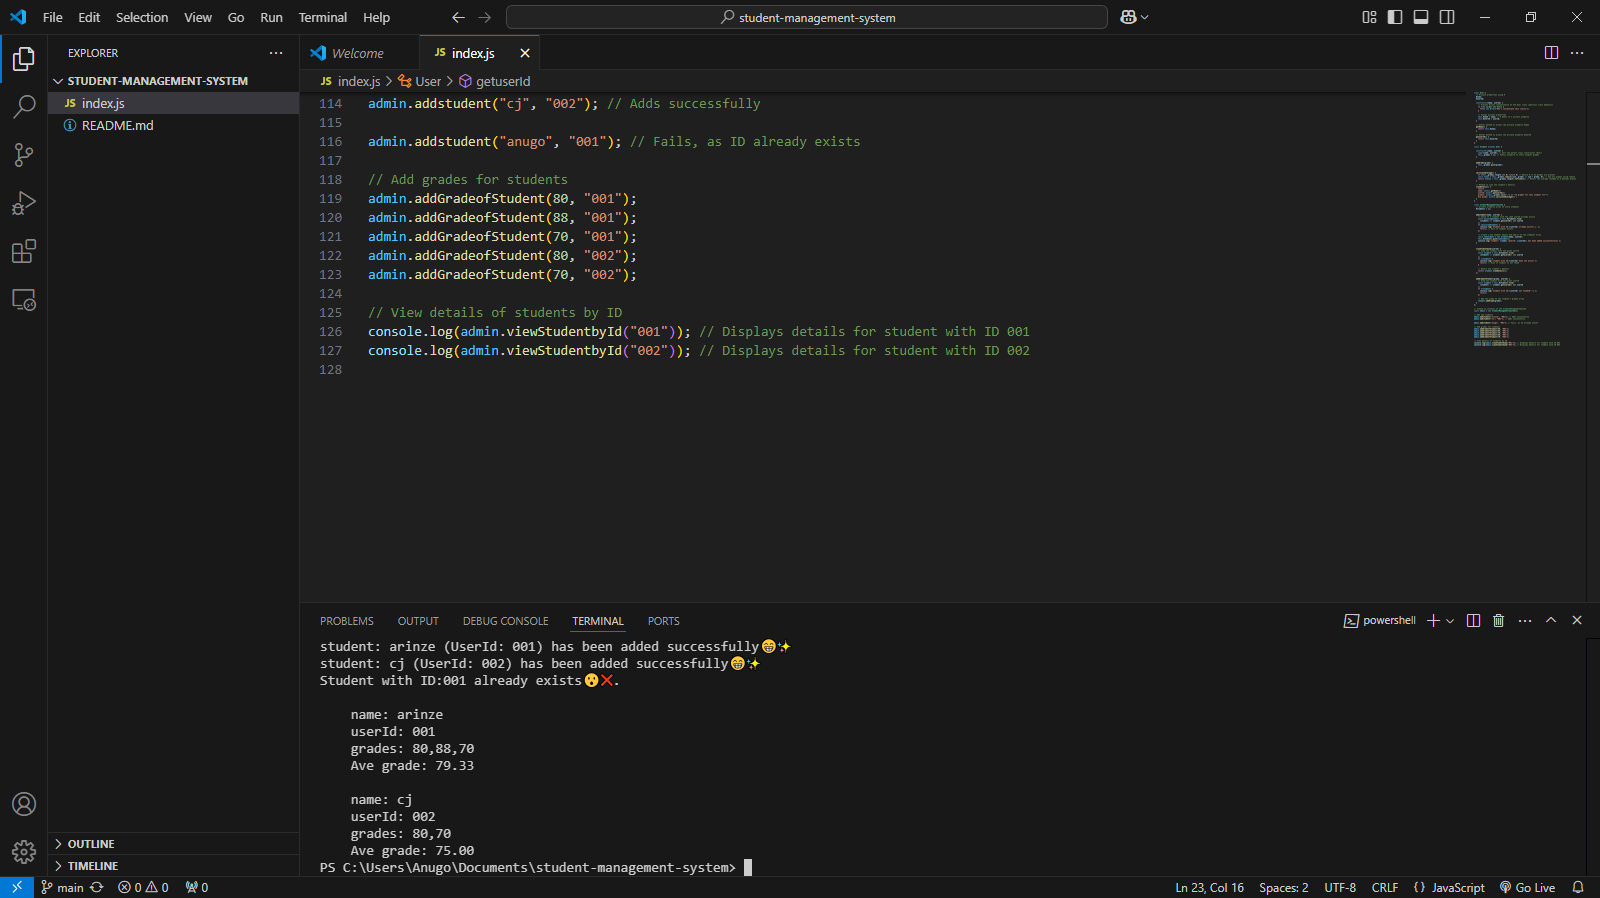 File Edit Selection View Go Run Terminal Help student-management-system
EXPLORER
STUDENT-MANAGEMENT-SYSTEM
JS index.js
README.md
OUTLINE
TIMELINE
Welcome JS index.js
JS index.js > User > getuserId
114 admin.addstudent("cj", "002"); // Adds successfully
115
116 admin.addstudent("anugo", "001"); // Fails, as ID already exists
117
118 // Add grades for students
119 admin.addGradeofStudent(80, "001");
120 admin.addGradeofStudent(88, "001");
121 admin.addGradeofStudent(70, "001");
122 admin.addGradeofStudent(80, "002");
123 admin.addGradeofStudent(70, "002");
124
125 // View details of students by ID
126 console.log(admin.viewStudentbyId("001")); // Displays details for student with ID 001
127 console.log(admin.viewStudentbyId("002")); // Displays details for student with ID 002
128
PROBLEMS OUTPUT DEBUG CONSOLE TERMINAL PORTS powershell
student: arinze (UserId: 001) has been added successfully😁✨
student: cj (UserId: 002) has been added successfully😁✨
Student with ID:001 already exists😮❌.
name: arinze
userId: 001
grades: 80,88,70
Ave grade: 79.33
name: cj
userId: 002
grades: 80,70
Ave grade: 75.00
PS C:\Users\Anugo\Documents\student-management-system>
main 0 0 0 Ln 23, Col 16 Spaces: 2 UTF-8 CRLF {} JavaScript Go Live